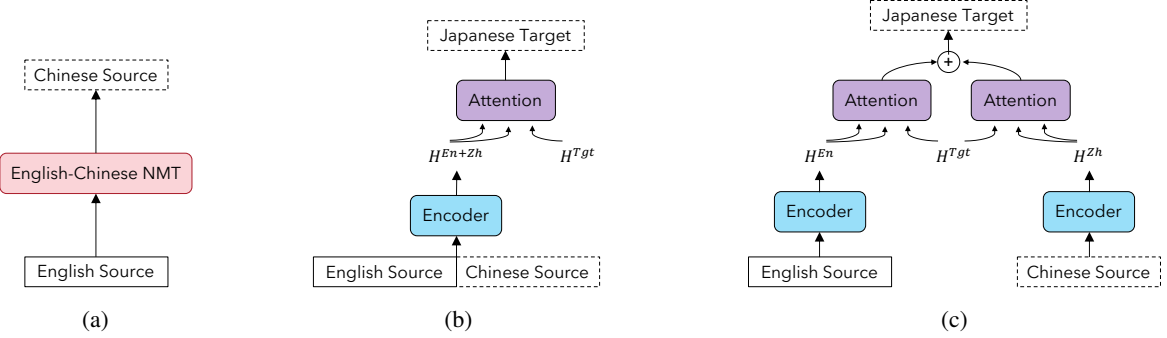 Chinese Source
English-Chinese NMT
English Source
(a)
Japanese Target
Attention
H^{En+Zh} H^{Tgt}
Encoder
English Source Chinese Source
(b)
Japanese Target
+
Attention Attention
H^{En} H^{Tgt} H^{Zh}
Encoder Encoder
English Source Chinese Source
(c)